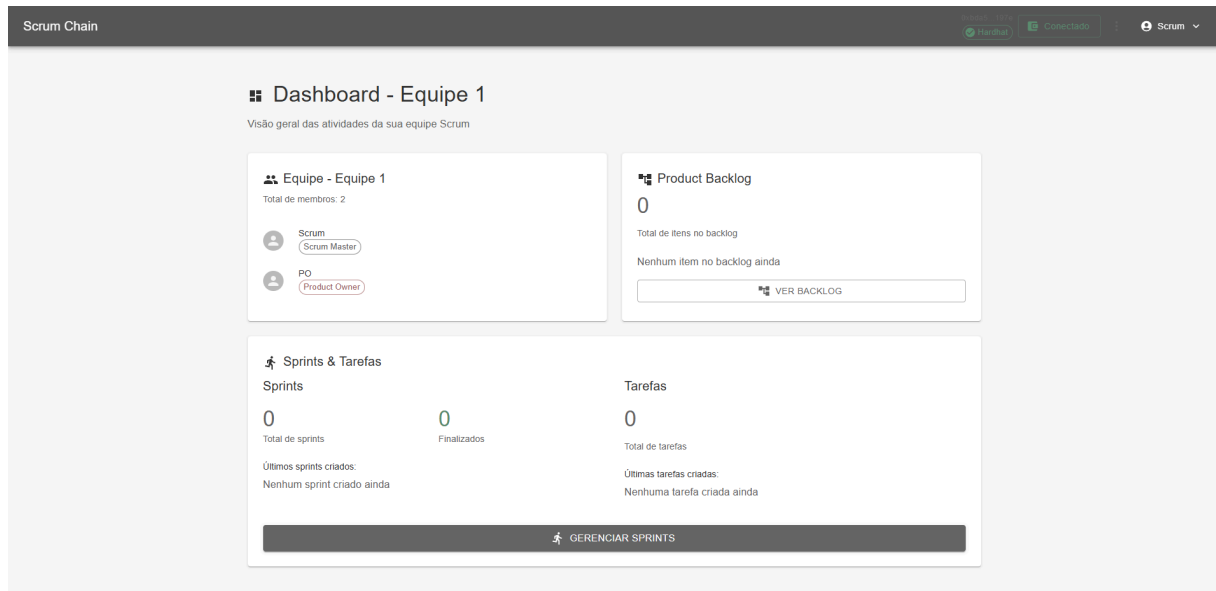 Scrum Chain
Hardhat
Conectado
Scrum
Dashboard - Equipe 1
Visão geral das atividades da sua equipe Scrum
Equipe - Equipe 1
Total de membros: 2
Scrum
Scrum Master
PO
Product Owner
Product Backlog
0
Total de itens no backlog
Nenhum item no backlog ainda
VER BACKLOG
Sprints & Tarefas
Sprints
0
Total de sprints
0
Finalizados
Últimos sprints criados:
Nenhum sprint criado ainda
Tarefas
0
Total de tarefas
Últimas tarefas criadas:
Nenhuma tarefa criada ainda
GERENCIAR SPRINTS